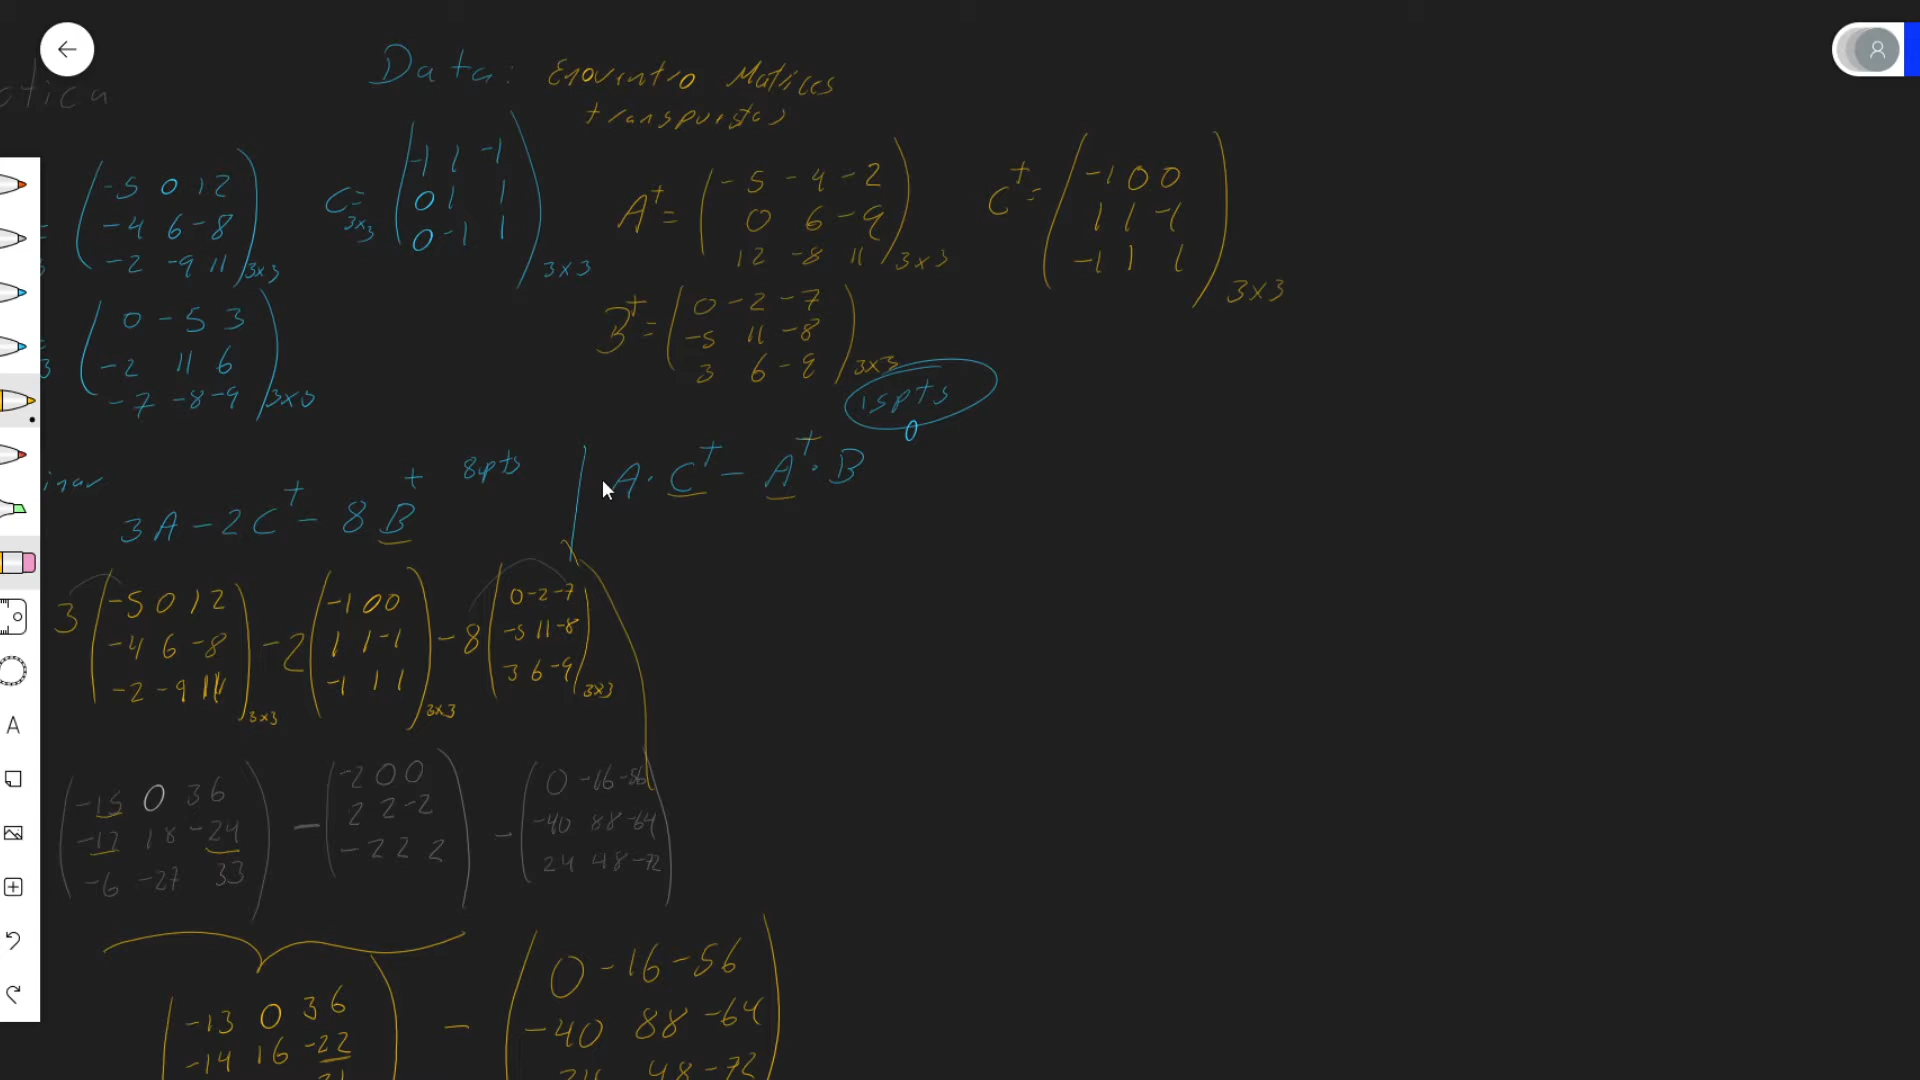 Data: Encuentro Matrices
transpuestas
-5 0 12
-4 6 -8
-2 -9 11 3x3
C= 3x3
-1 1 -1
0 1 1
0 -1 1
3x3
A^t =
-5 -4 -2
0 6 -9
12 -8 11 3x3
C^t =
-1 0 0
1 1 -1
-1 1 1
3x3
0 -5 3
-2 11 6
-7 -8 -9 3x3
B^t =
0 -2 -7
-5 11 -8
3 6 -9 3x3
15pts
0
8pts
3A - 2C^t - 8B^t
A · C^t - A^t · B
3
-5 0 12
-4 6 -8
-2 -9 11 3x3
-2
-1 0 0
1 1 -1
-1 1 1 3x3
-8
0 -2 -7
-5 11 -8
3 6 -9 3x3
-15 0 36
-12 18 -24
-6 -27 33
-
-2 0 0
2 2 -2
-2 2 2
-
0 -16 -56
-40 88 -64
24 48 -72
-13 0 36
-14 16 -22
-
0 -16 -56
-40 88 -64
48 -72
A